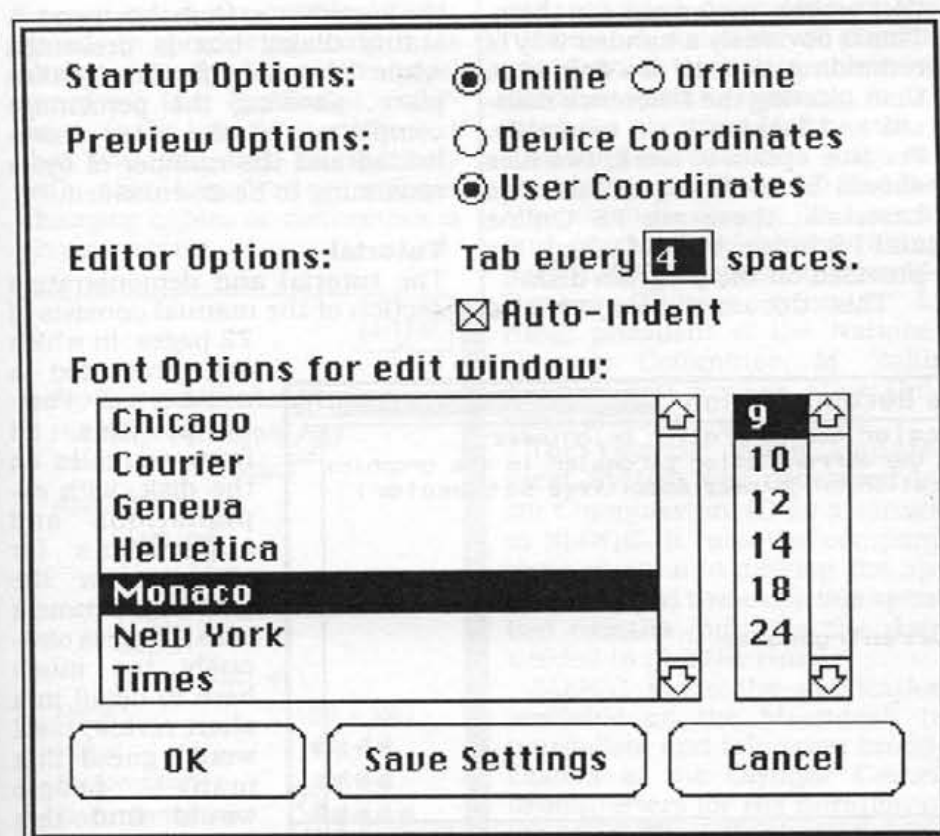 Startup Options: Online Offline
Preview Options: Device Coordinates
User Coordinates
Editor Options: Tab every 4 spaces.
Auto-Indent
Font Options for edit window:
Chicago
Courier
Geneva
Helvetica
Monaco
New York
Times
9
10
12
14
18
24
OK Save Settings Cancel